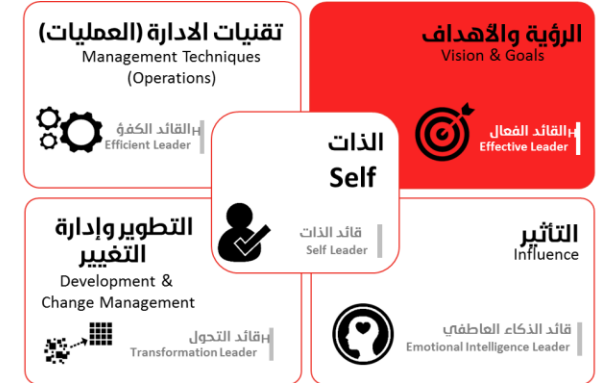 تقنيات الادارة (العمليات)
Management Techniques
(Operations)
القائد الكفؤ
Efficient Leader
الرؤية والأهداف
Vision & Goals
القائد الفعال
Effective Leader
الذات
Self
قائد الذات
Self Leader
التطوير وإدارة
التغيير
Development &
Change Management
قائد التحول
Transformation Leader
التأثير
Influence
قائد الذكاء العاطفي
Emotional Intelligence Leader